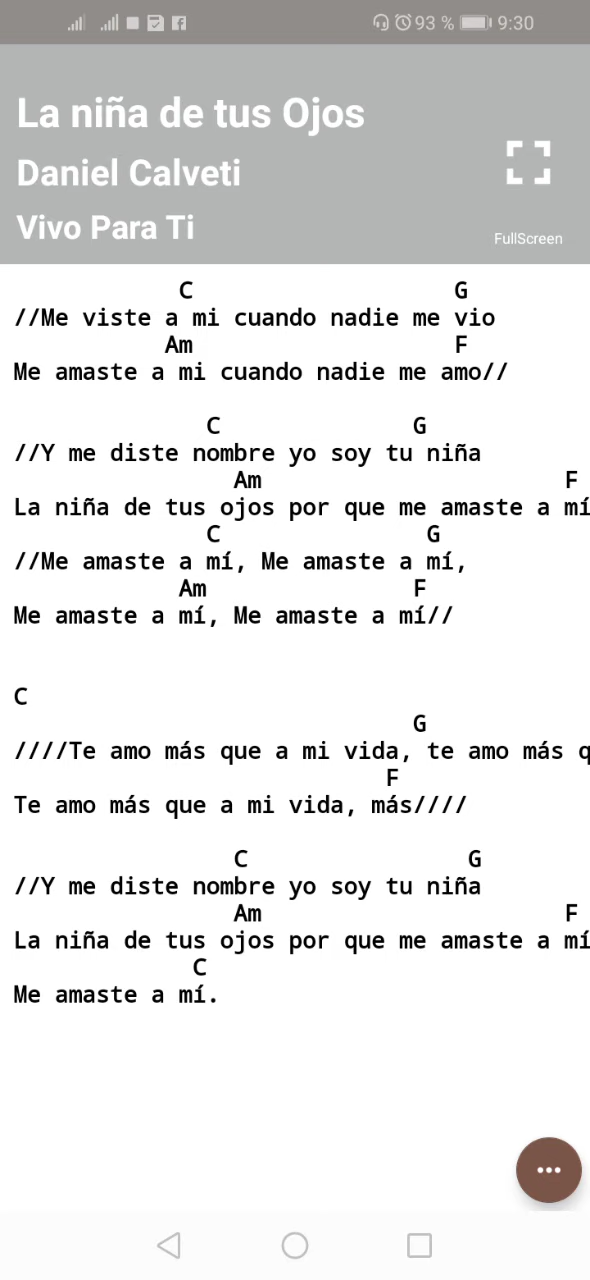 93 % 9:30
La niña de tus Ojos
Daniel Calveti
Vivo Para Ti
FullScreen
C G
//Me viste a mi cuando nadie me vio
Am F
Me amaste a mi cuando nadie me amo//
C G
//Y me diste nombre yo soy tu niña
Am F
La niña de tus ojos por que me amaste a mí
C G
//Me amaste a mí, Me amaste a mí,
Am F
Me amaste a mí, Me amaste a mí//
C
G
////Te amo más que a mi vida, te amo más q
F
Te amo más que a mi vida, más////
C G
//Y me diste nombre yo soy tu niña
Am F
La niña de tus ojos por que me amaste a mí
C
Me amaste a mí.